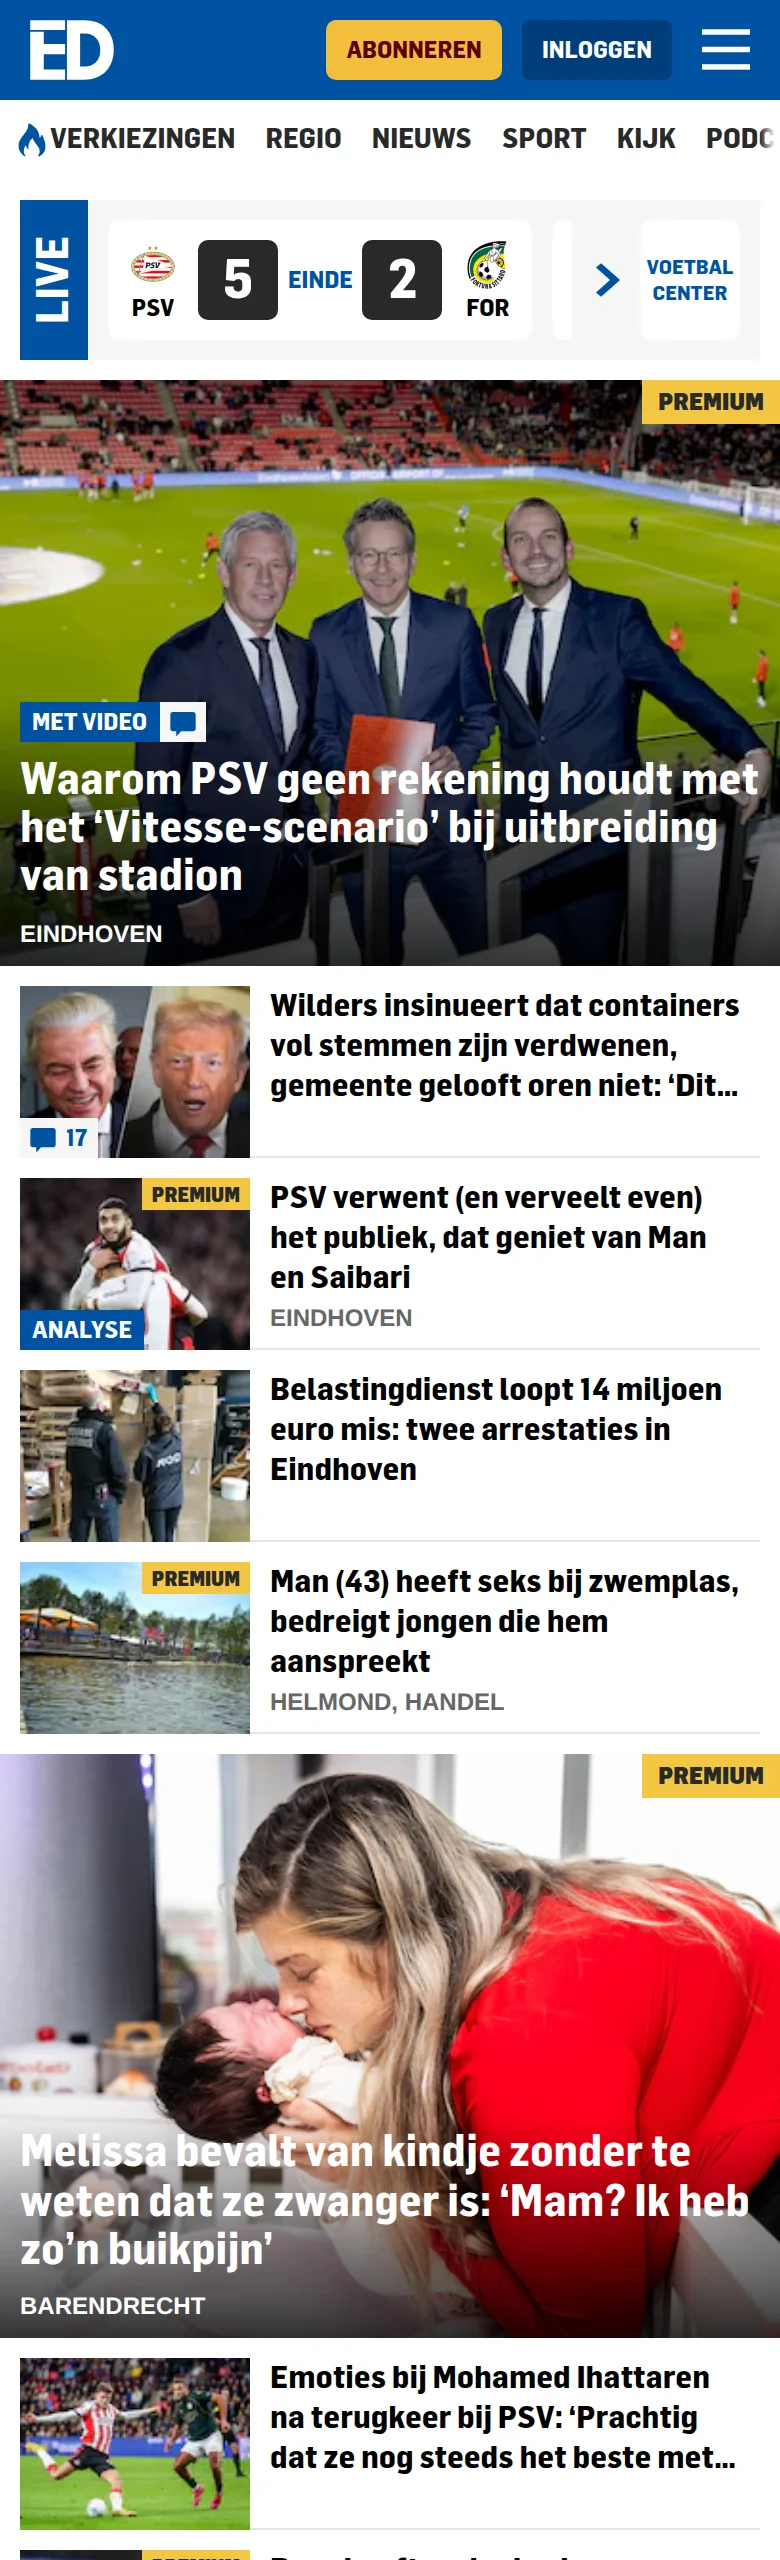 ED
ABONNEREN
INLOGGEN
VERKIEZINGEN REGIO NIEUWS SPORT KIJK PODC
LIVE
PSV
PSV
5
EINDE
2
FORTUNA SITTARD
FOR
VOETBAL
CENTER
PREMIUM
MET VIDEO
Waarom PSV geen rekening houdt met
het ‘Vitesse-scenario’ bij uitbreiding
van stadion
EINDHOVEN
17
Wilders insinueert dat containers
vol stemmen zijn verdwenen,
gemeente gelooft oren niet: ‘Dit...
PREMIUM
ANALYSE
PSV verwent (en verveelt even)
het publiek, dat geniet van Man
en Saibari
EINDHOVEN
Belastingdienst loopt 14 miljoen
euro mis: twee arrestaties in
Eindhoven
PREMIUM
Man (43) heeft seks bij zwemplas,
bedreigt jongen die hem
aanspreekt
HELMOND, HANDEL
PREMIUM
Melissa bevalt van kindje zonder te
weten dat ze zwanger is: ‘Mam? Ik heb
zo’n buikpijn’
BARENDRECHT
Emoties bij Mohamed Ihattaren
na terugkeer bij PSV: ‘Prachtig
dat ze nog steeds het beste met...